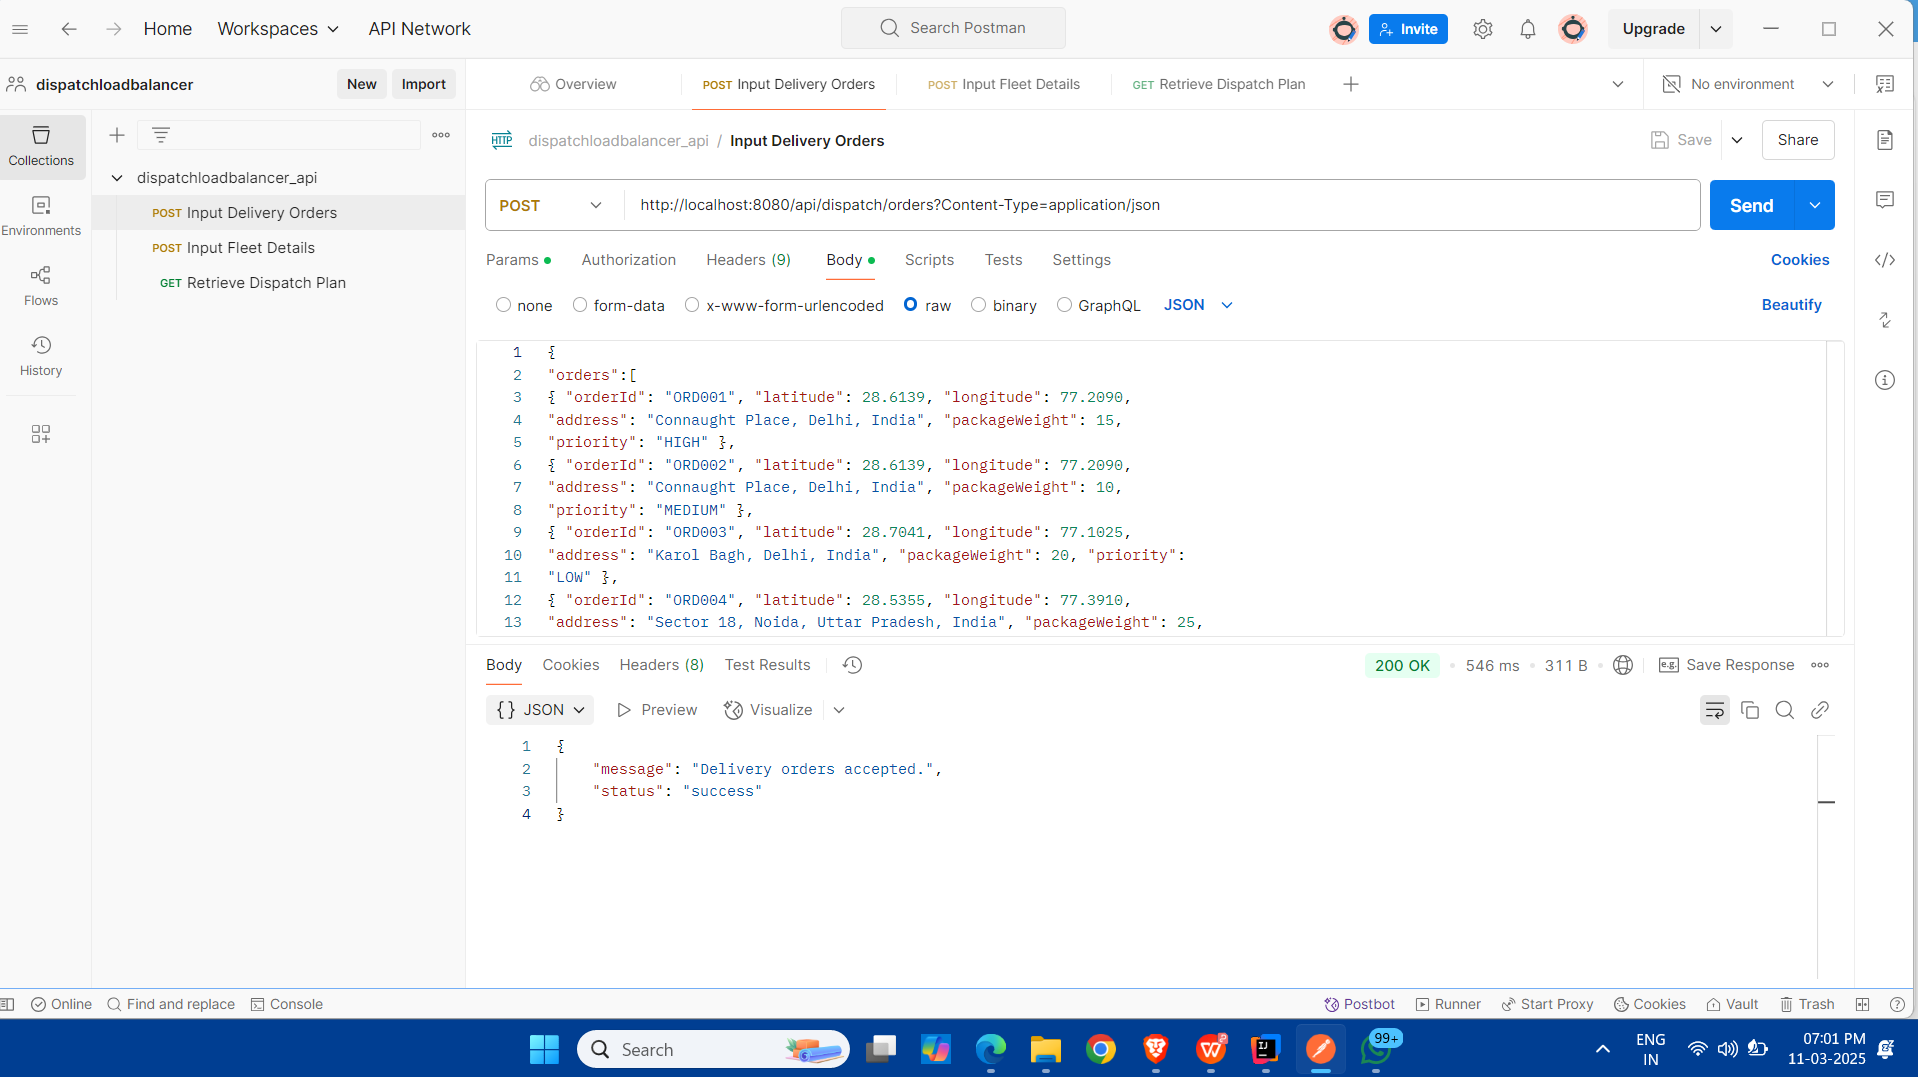 Home Workspaces API Network Search Postman Invite Upgrade
dispatchloadbalancer New Import Overview POST Input Delivery Orders POST Input Fleet Details GET Retrieve Dispatch Plan No environment
Collections
Environments
Flows
History
dispatchloadbalancer_api
POST Input Delivery Orders
POST Input Fleet Details
GET Retrieve Dispatch Plan
HTTP dispatchloadbalancer_api / Input Delivery Orders Save Share
POST http://localhost:8080/api/dispatch/orders?Content-Type=application/json Send
Params Authorization Headers (9) Body Scripts Tests Settings Cookies
none form-data x-www-form-urlencoded raw binary GraphQL JSON Beautify
1 {
2 "orders":[
3 { "orderId": "ORD001", "latitude": 28.6139, "longitude": 77.2090,
4 "address": "Connaught Place, Delhi, India", "packageWeight": 15,
5 "priority": "HIGH" },
6 { "orderId": "ORD002", "latitude": 28.6139, "longitude": 77.2090,
7 "address": "Connaught Place, Delhi, India", "packageWeight": 10,
8 "priority": "MEDIUM" },
9 { "orderId": "ORD003", "latitude": 28.7041, "longitude": 77.1025,
10 "address": "Karol Bagh, Delhi, India", "packageWeight": 20, "priority":
11 "LOW" },
12 { "orderId": "ORD004", "latitude": 28.5355, "longitude": 77.3910,
13 "address": "Sector 18, Noida, Uttar Pradesh, India", "packageWeight": 25,
Body Cookies Headers (8) Test Results 200 OK 546 ms 311 B e.g. Save Response
{} JSON Preview Visualize
1 {
2 "message": "Delivery orders accepted.",
3 "status": "success"
4 }
Online Find and replace Console Postbot Runner Start Proxy Cookies Vault Trash
Search 99+ ENG 07:01 PM
IN 11-03-2025